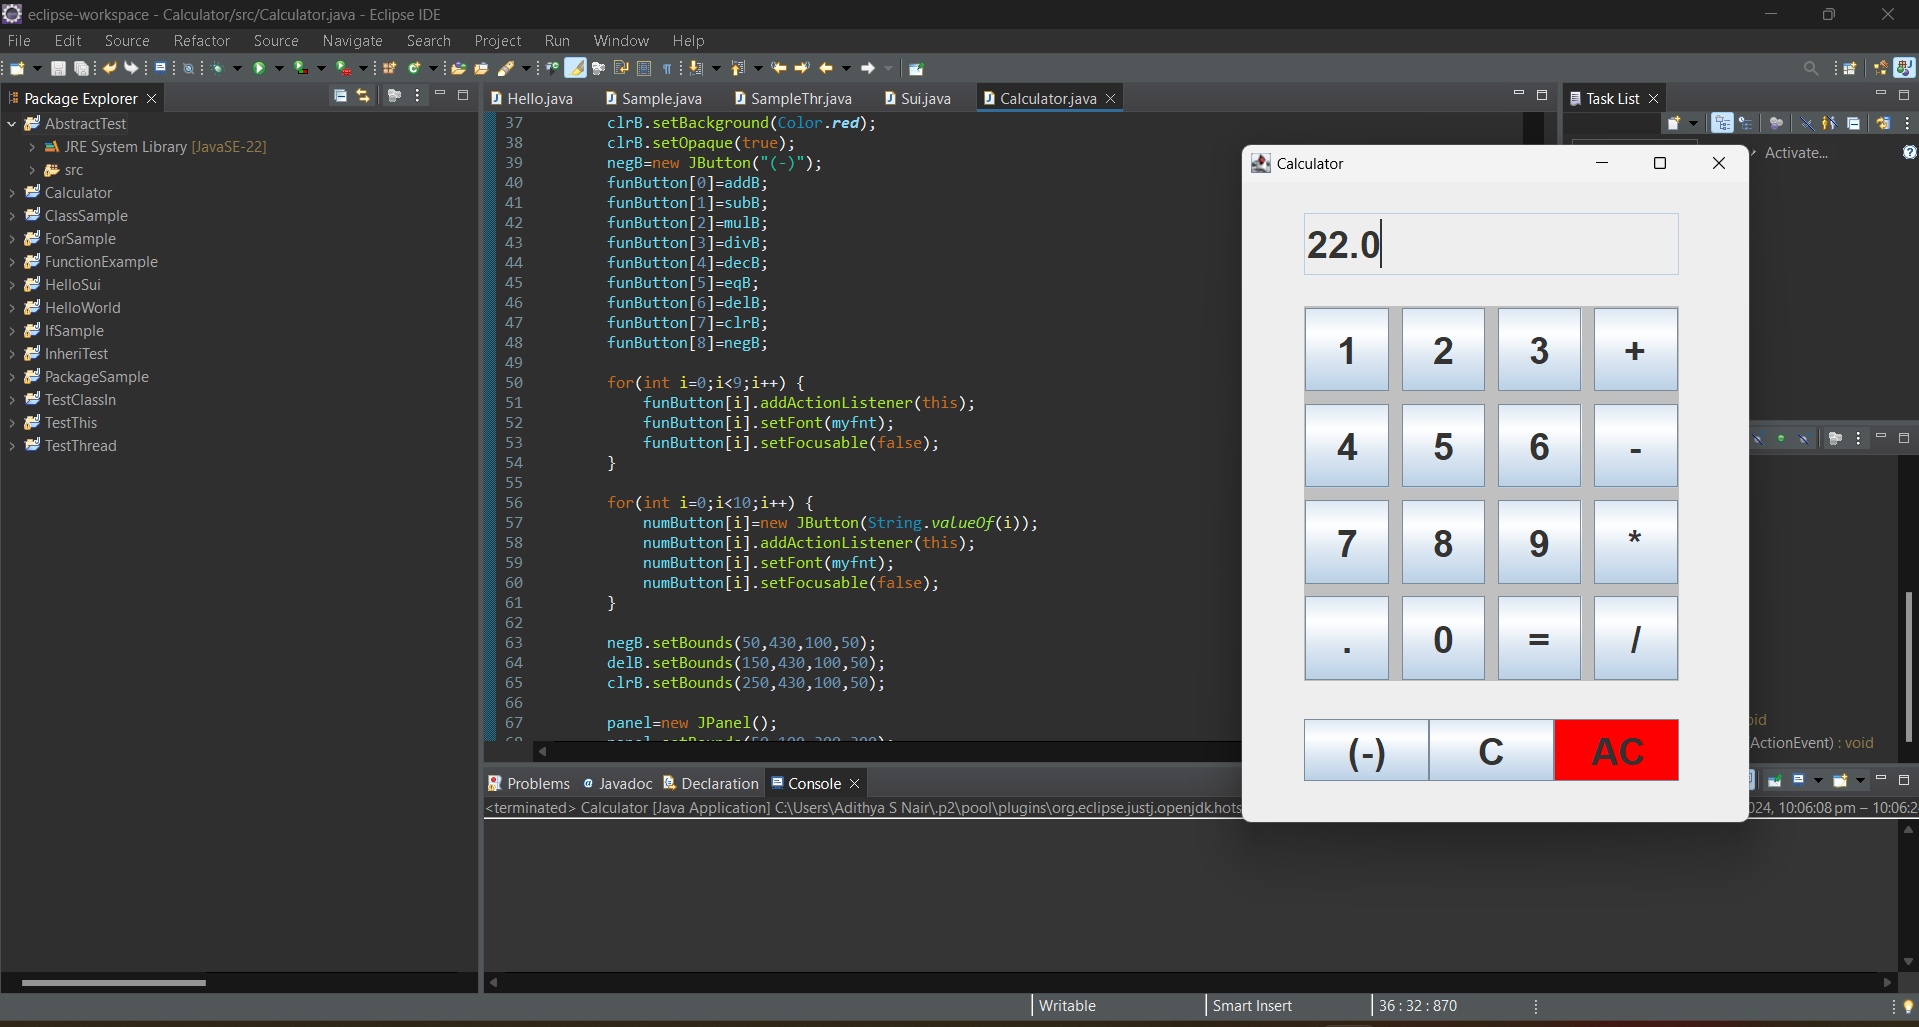 eclipse-workspace - Calculator/src/Calculator.java - Eclipse IDE
File Edit Source Refactor Source Navigate Search Project Run Window Help
Package Explorer
AbstractTest
JRE System Library [JavaSE-22]
src
Calculator
ClassSample
ForSample
FunctionExample
HelloSui
HelloWorld
IfSample
InheriTest
PackageSample
TestClassIn
TestThis
TestThread
Hello.java Sample.java SampleThr.java Sui.java Calculator.java
37 clrB.setBackground(Color.red);
38 clrB.setOpaque(true);
39 negB=new JButton("(-)");
40 funButton[0]=addB;
41 funButton[1]=subB;
42 funButton[2]=mulB;
43 funButton[3]=divB;
44 funButton[4]=decB;
45 funButton[5]=eqB;
46 funButton[6]=delB;
47 funButton[7]=clrB;
48 funButton[8]=negB;
49
50 for(int i=0;i<9;i++) {
51 funButton[i].addActionListener(this);
52 funButton[i].setFont(myfnt);
53 funButton[i].setFocusable(false);
54 }
55
56 for(int i=0;i<10;i++) {
57 numButton[i]=new JButton(String.valueOf(i));
58 numButton[i].addActionListener(this);
59 numButton[i].setFont(myfnt);
60 numButton[i].setFocusable(false);
61 }
62
63 negB.setBounds(50,430,100,50);
64 delB.setBounds(150,430,100,50);
65 clrB.setBounds(250,430,100,50);
66
67 panel=new JPanel();
Task List
Activate...
void
ActionEvent) : void
Calculator
22.0
1 2 3 +
4 5 6 -
7 8 9 *
. 0 = /
(-) C AC
Problems Javadoc Declaration Console
<terminated> Calculator [Java Application] C:\Users\Adithya S Nair\.p2\pool\plugins\org.eclipse.justj.openjdk.hots
24, 10:06:08 pm – 10:06:2
Writable Smart Insert 36 : 32 : 870